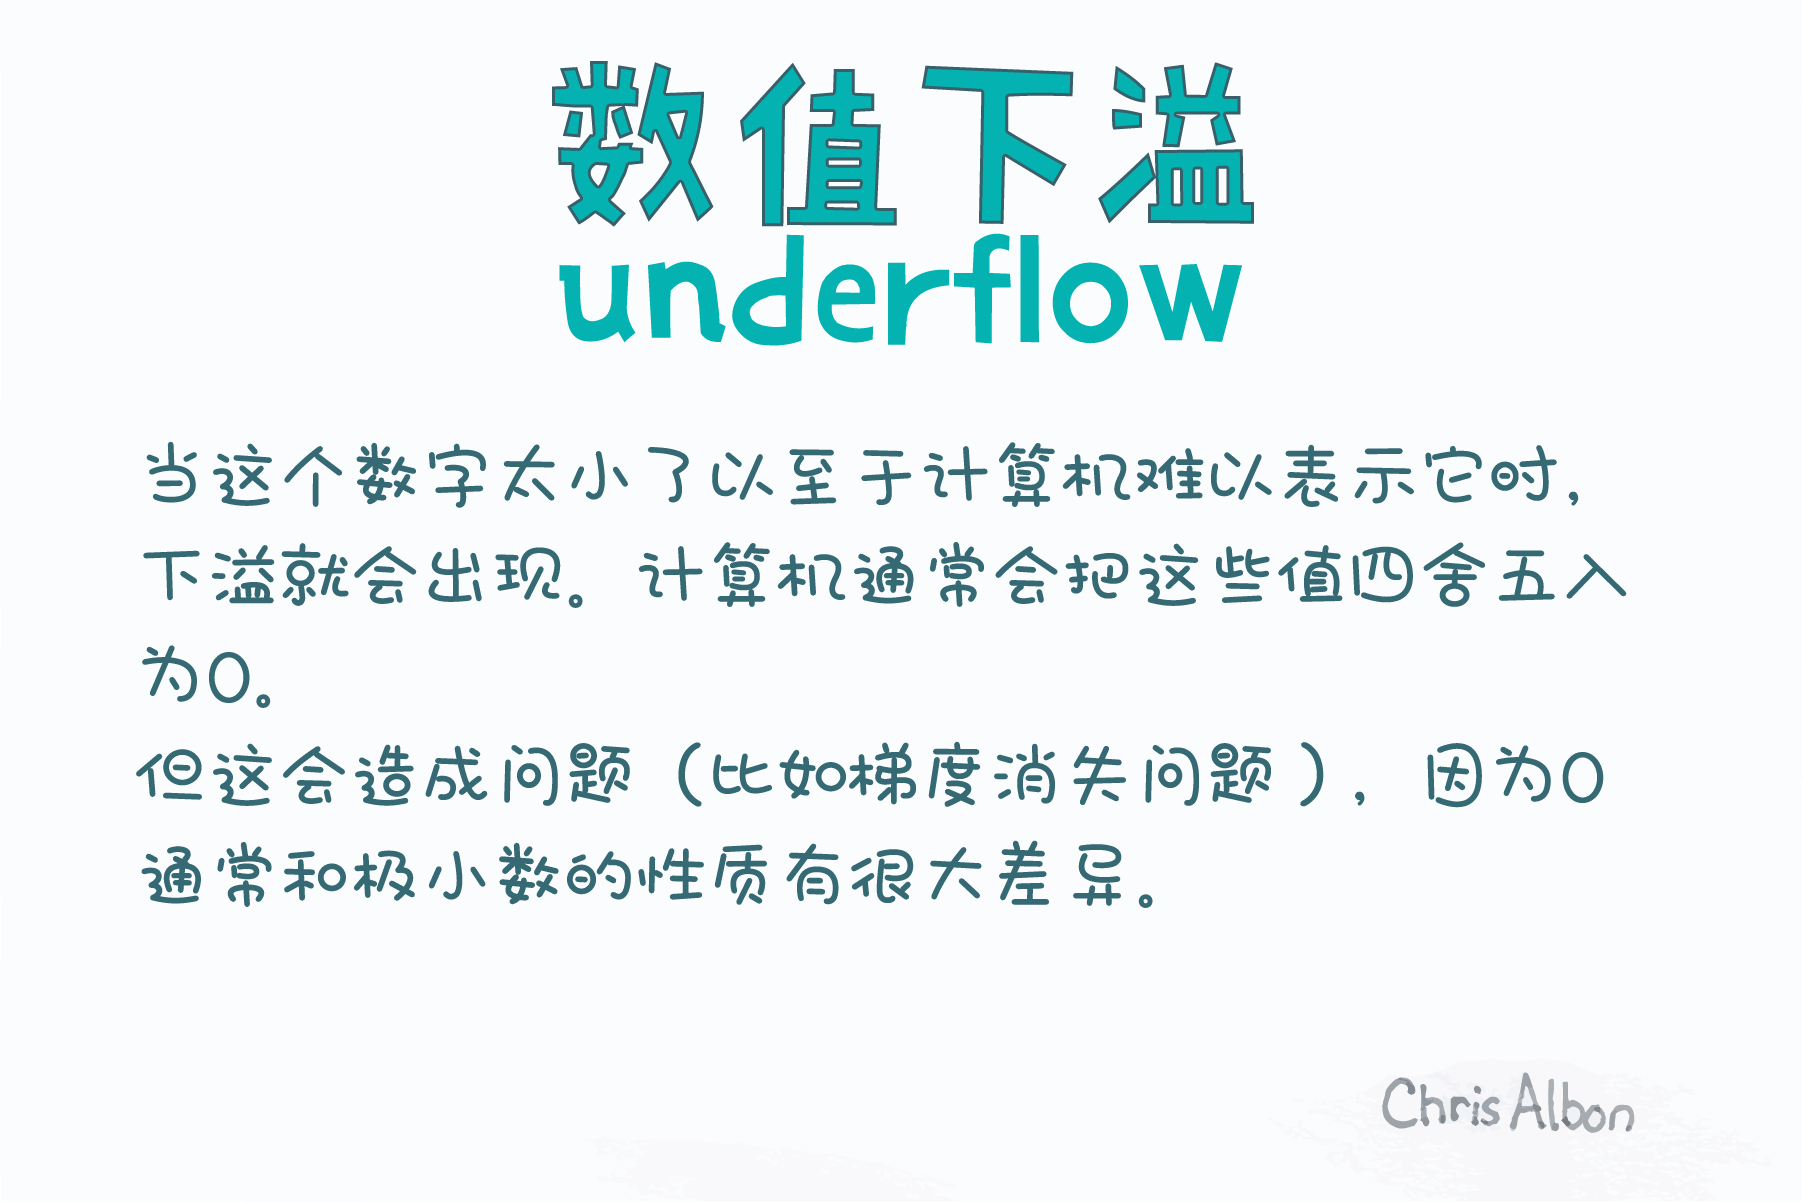 数值下溢
underflow
当这个数字太小了以至于计算机难以表示它时，
下溢就会出现。计算机通常会把这些值四舍五入
为0。
但这会造成问题（比如梯度消失问题），因为0
通常和极小数的性质有很大差异。
Chris Albon